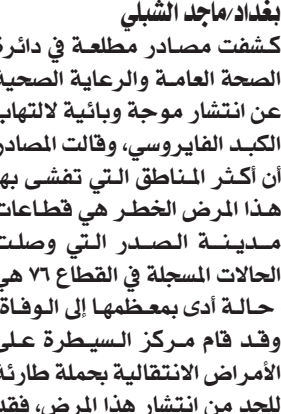 بغداد/ماجد الشبلي
كشفت مصادر مطلعة في دائرة
الصحة العامة والرعاية الصحية
عن انتشار موجة وبائية لالتهاب
الكبد الفايروسي، وقالت المصادر
أن أكثر المناطق التي تفشى بها
هذا المرض الخطر هي قطاعات
مدينة الصدر التي وصلت
الحالات المسجلة في القطاع ٧٦ هي
حالة أدى بمعظمها إلى الوفاة.
وقد قام مركز السيطرة على
الأمراض الانتقالية بحملة طارئة
للحد من انتشار هذا المرض، فقد